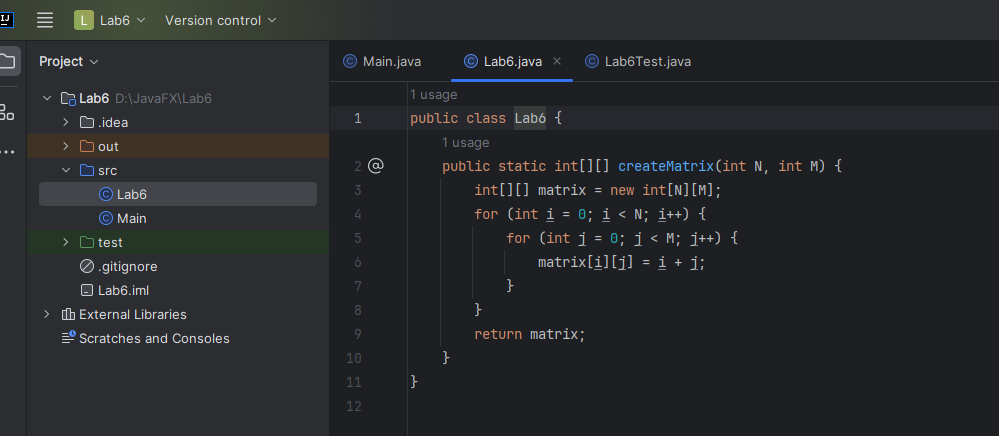 IJ
L Lab6 Version control
Project
Main.java Lab6.java Lab6Test.java
Lab6 D:\JavaFX\Lab6
.idea
out
src
Lab6
Main
test
.gitignore
Lab6.iml
External Libraries
Scratches and Consoles
1 usage
1 public class Lab6 {
1 usage
2 @ public static int[][] createMatrix(int N, int M) {
3 int[][] matrix = new int[N][M];
4 for (int i = 0; i < N; i++) {
5 for (int j = 0; j < M; j++) {
6 matrix[i][j] = i + j;
7 }
8 }
9 return matrix;
10 }
11 }
12